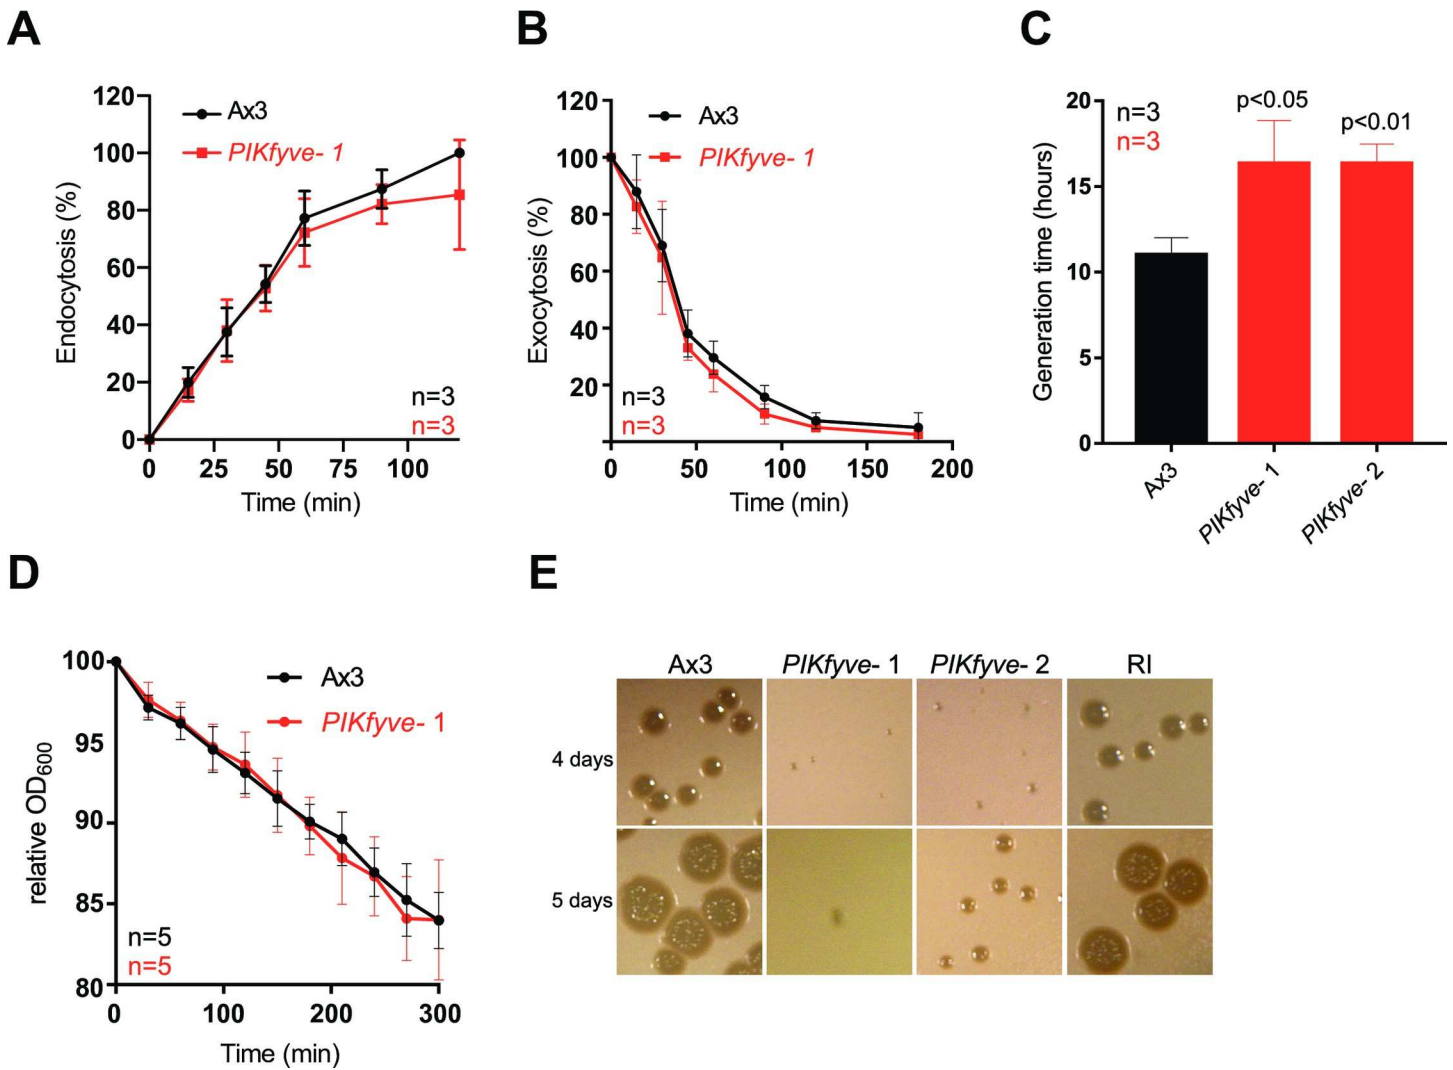 A
B
C
120
100
80
60
40
20
0
Endocytosis (%)
Ax3
PIKfyve- 1
n=3
n=3
0 25 50 75 100
Time (min)
120
100
80
60
40
20
Exocytosis (%)
Ax3
PIKfyve- 1
n=3
n=3
0 50 100 150 200
Time (min)
20
15
10
5
0
Generation time (hours)
n=3
n=3
p<0.05
p<0.01
Ax3
PIKfyve- 1
PIKfyve- 2
D
E
100
95
90
85
80
relative OD600
Ax3
PIKfyve- 1
n=5
n=5
0 100 200 300
Time (min)
Ax3 PIKfyve- 1 PIKfyve- 2 RI
4 days
5 days